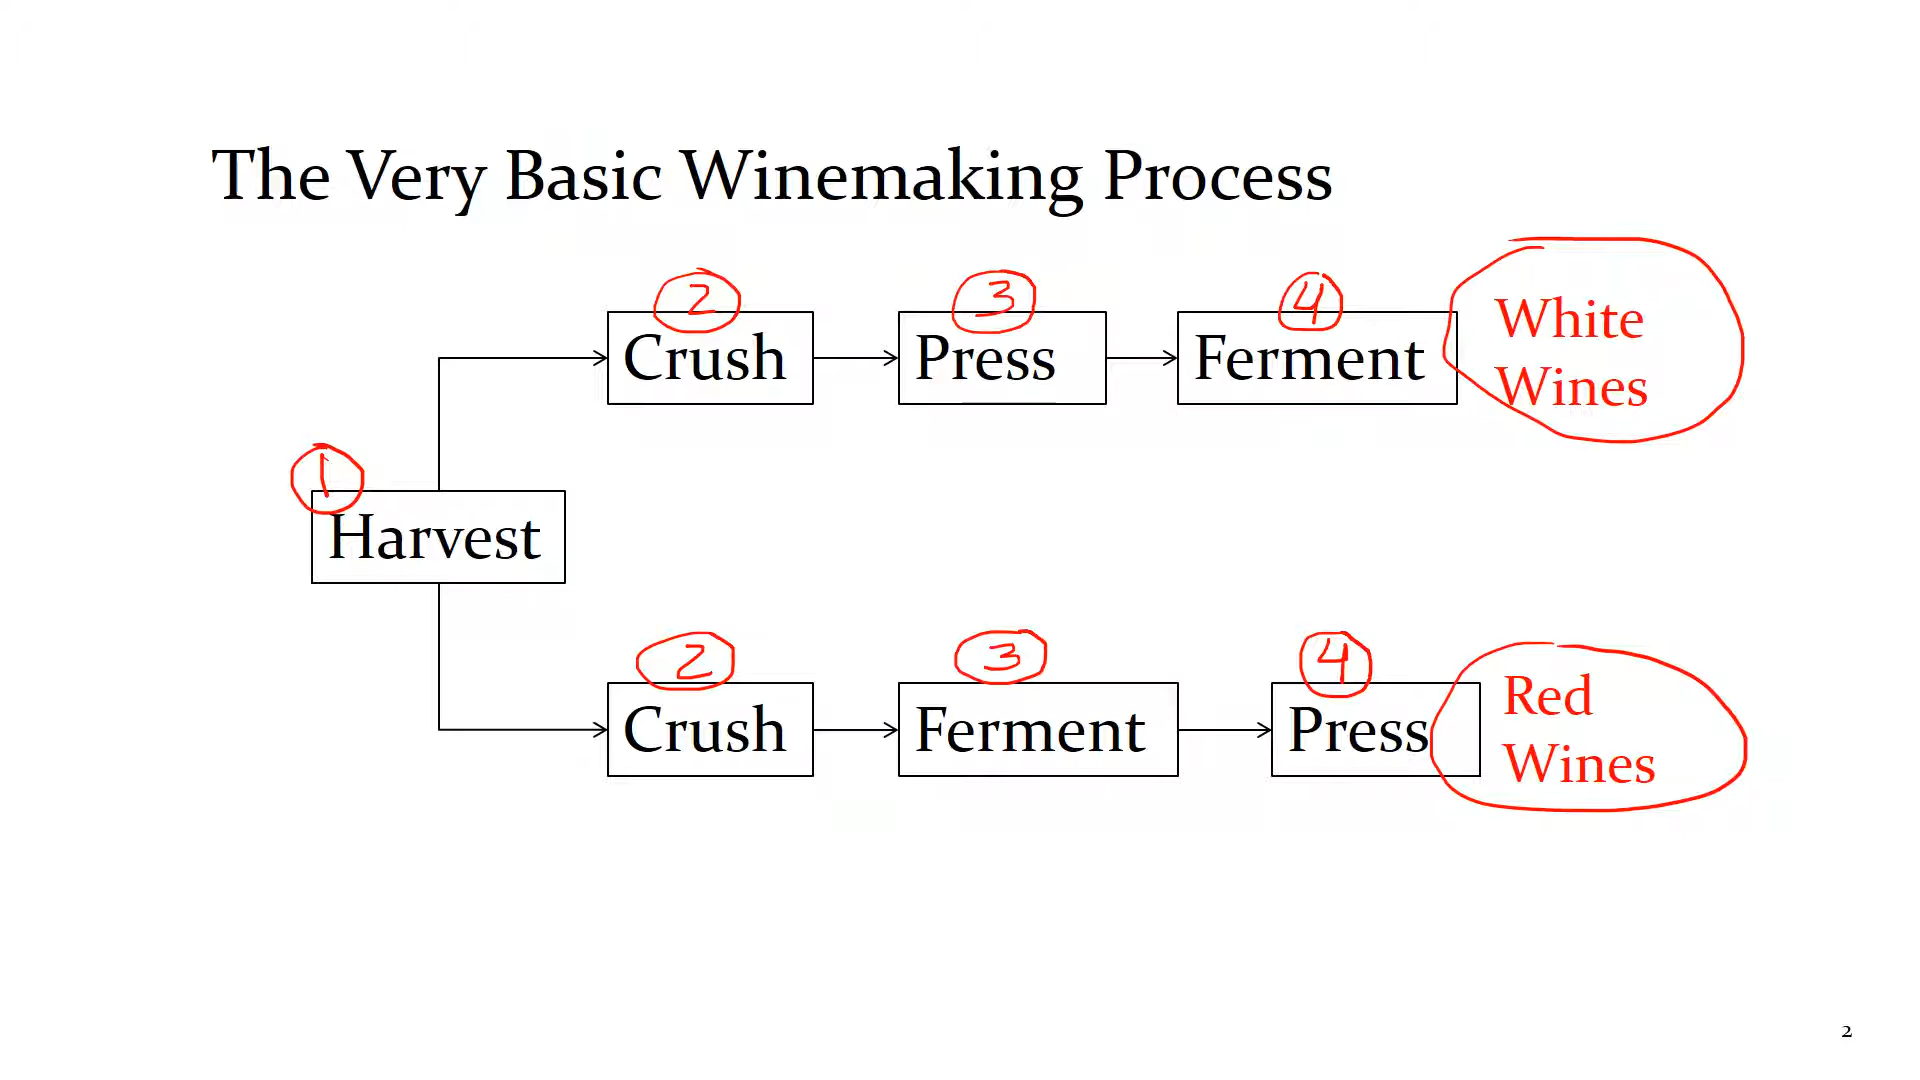 The Very Basic Winemaking Process
2
3
4
Crush
Press
Ferment
White
Wines
1
Harvest
2
3
4
Crush
Ferment
Press
Red
Wines
2